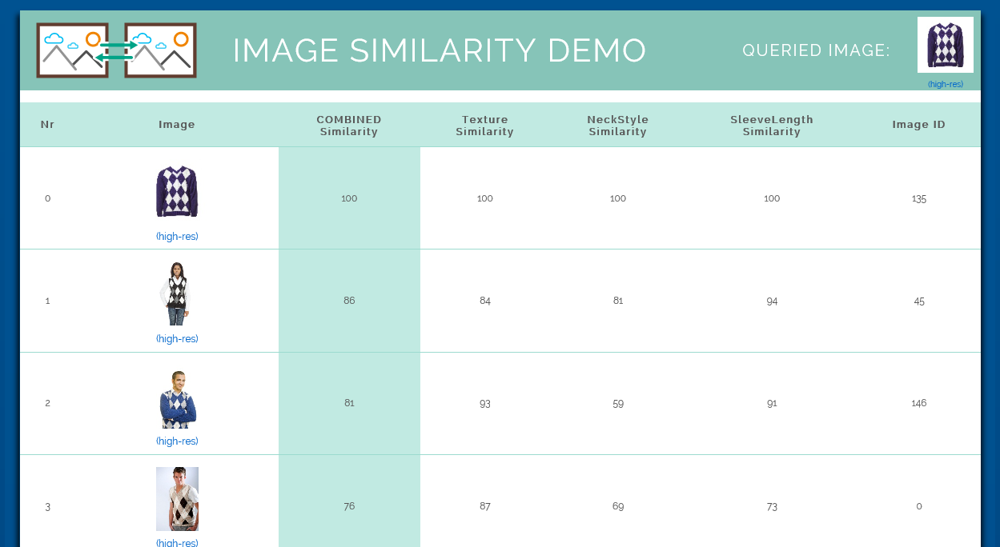 IMAGE SIMILARITY DEMO
QUERIED IMAGE:
(high-res)
Nr Image COMBINED Similarity Texture Similarity NeckStyle Similarity SleeveLength Similarity Image ID
0 100 100 100 100 135
(high-res)
1 86 84 81 94 45
(high-res)
2 81 93 59 91 146
(high-res)
3 76 87 69 73 0
(high-res)